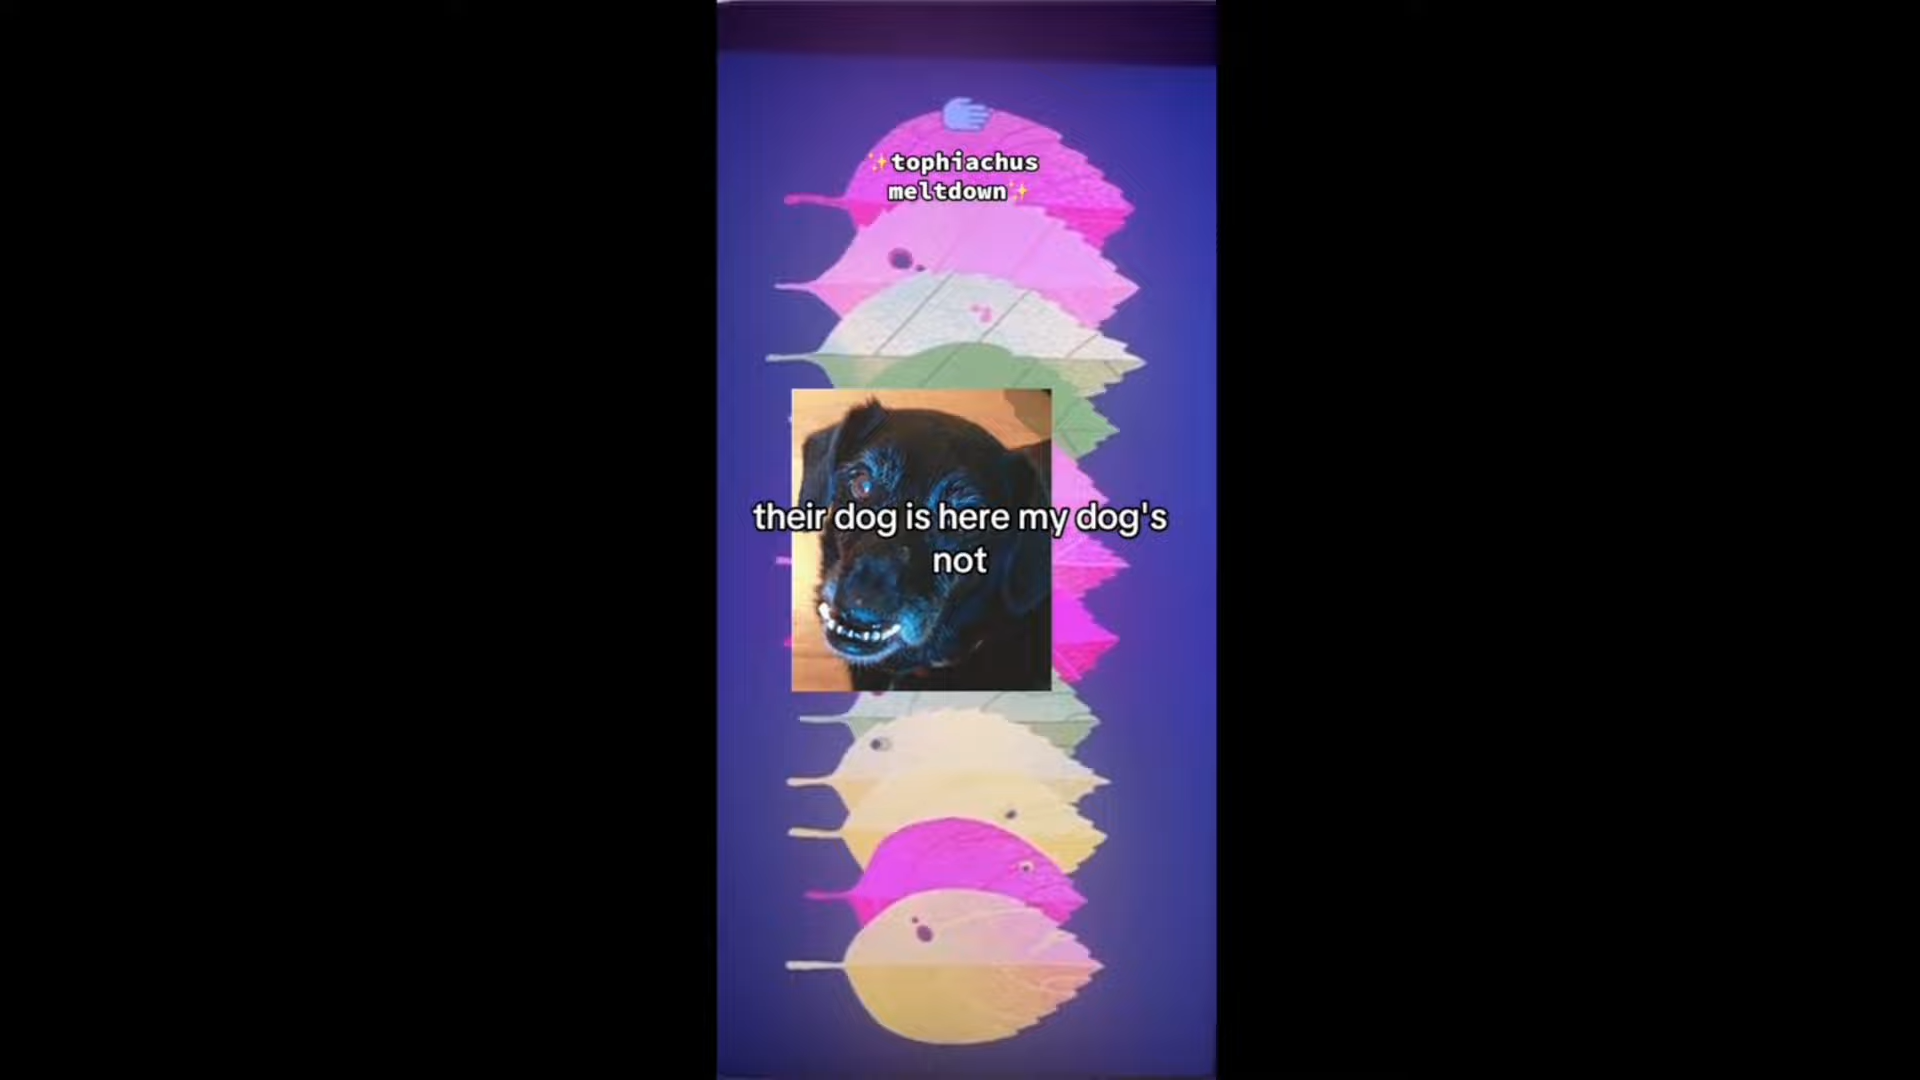 ✨tophiachus
meltdown✨
their dog is here my dog's
not